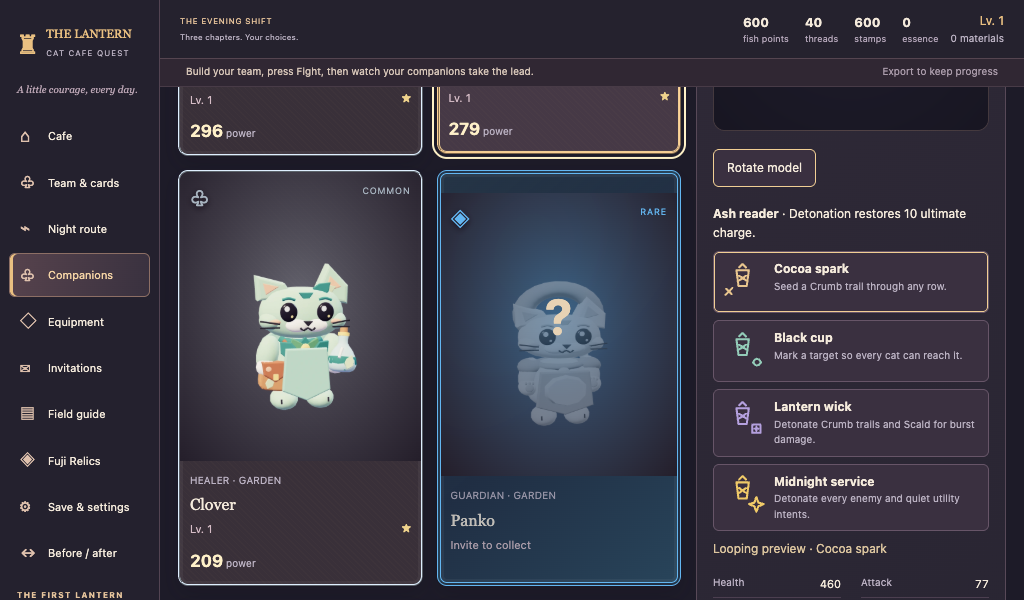 THE LANTERN
CAT CAFE QUEST
A little courage, every day.
Cafe
Team & cards
Night route
Companions
Equipment
Invitations
Field guide
Fuji Relics
Save & settings
Before / after
THE FIRST LANTERN
THE EVENING SHIFT
Three chapters. Your choices.
600
fish points
40
threads
600
stamps
0
essence
Lv. 1
0 materials
Build your team, press Fight, then watch your companions take the lead.
Export to keep progress
Lv. 1
296 power
Lv. 1
279 power
COMMON
HEALER · GARDEN
Clover
Lv. 1
209 power
RARE
?
GUARDIAN · GARDEN
Panko
Invite to collect
Rotate model
Ash reader · Detonation restores 10 ultimate
charge.
Cocoa spark
Seed a Crumb trail through any row.
Black cup
Mark a target so every cat can reach it.
Lantern wick
Detonate Crumb trails and Scald for burst
damage.
Midnight service
Detonate every enemy and quiet utility
intents.
Looping preview · Cocoa spark
Health 460 Attack 77